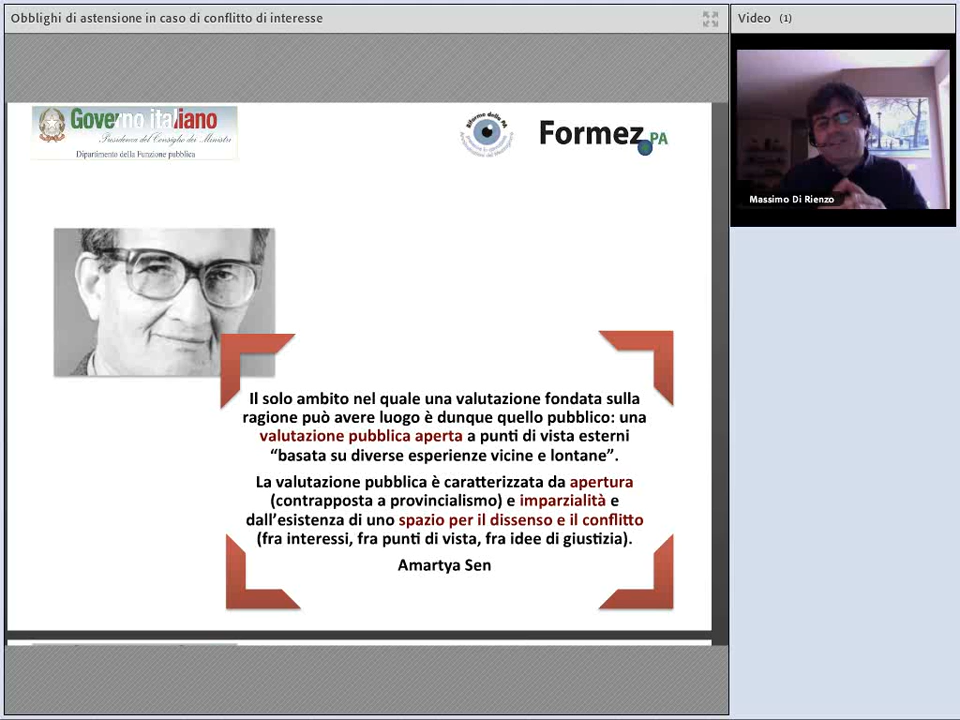 Obblighi di astensione in caso di conflitto di interesse
Video (1)
Governo italiano
Presidenza del Consiglio dei Ministri
Dipartimento della Funzione pubblica
Riforme della PA
Formez PA
Massimo Di Rienzo
Il solo ambito nel quale una valutazione fondata sulla
ragione può avere luogo è dunque quello pubblico: una
valutazione pubblica aperta a punti di vista esterni
“basata su diverse esperienze vicine e lontane”.
La valutazione pubblica è caratterizzata da apertura
(contrapposta a provincialismo) e imparzialità e
dall’esistenza di uno spazio per il dissenso e il conflitto
(fra interessi, fra punti di vista, fra idee di giustizia).
Amartya Sen